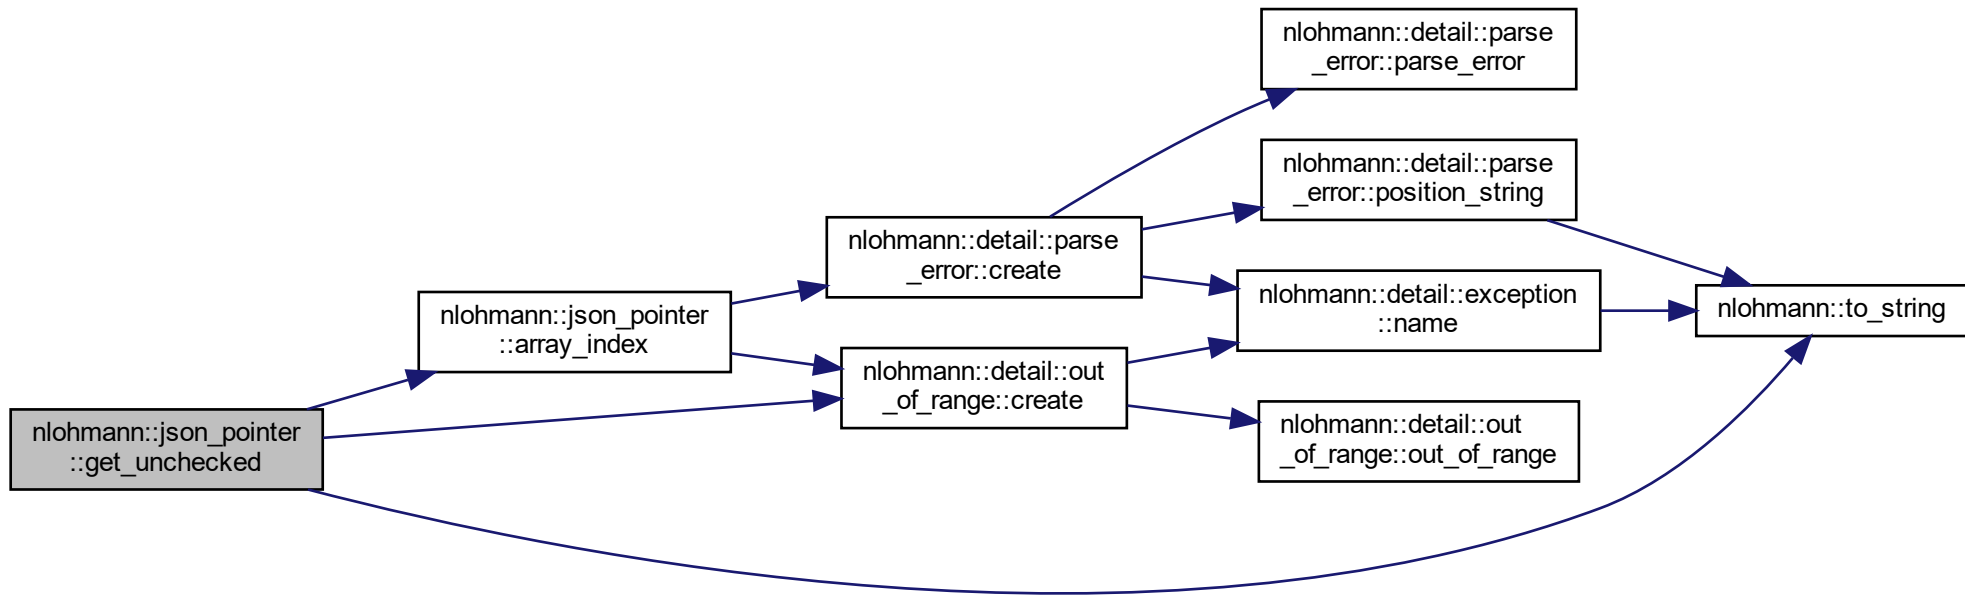 nlohmann::detail::parse
_error::parse_error
nlohmann::detail::parse
_error::position_string
nlohmann::detail::parse
_error::create
nlohmann::detail::exception
::name
nlohmann::to_string
nlohmann::json_pointer
::array_index
nlohmann::detail::out
_of_range::create
nlohmann::json_pointer
::get_unchecked
nlohmann::detail::out
_of_range::out_of_range